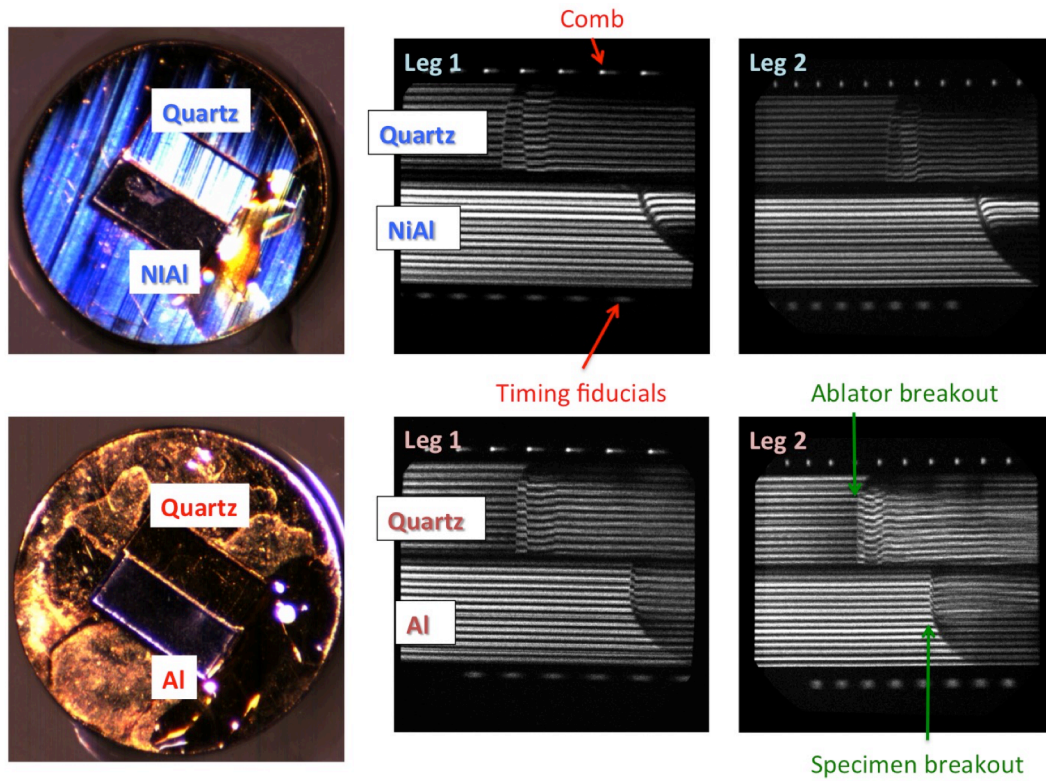 Comb
Leg 1
Leg 2
Quartz
Quartz
NiAl
NIAl
Timing fiducials
Ablator breakout
Leg 1
Leg 2
Quartz
Quartz
Al
Al
Specimen breakout